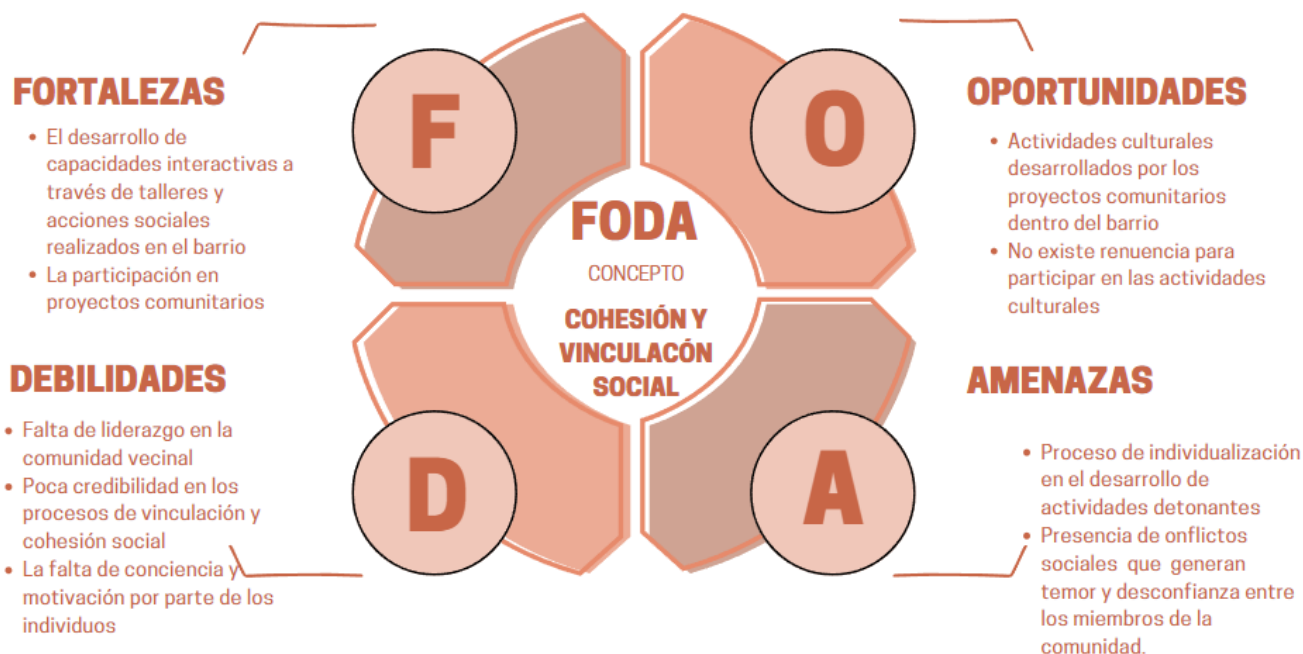 FORTALEZAS
• El desarrollo de
capacidades interactivas a
través de talleres y
acciones sociales
realizados en el barrio
• La participación en
proyectos comunitarios
F
O
OPORTUNIDADES
• Actividades culturales
desarrollados por los
proyectos comunitarios
dentro del barrio
• No existe renuencia para
participar en las actividades
culturales
FODA
CONCEPTO
COHESIÓN Y
VINCULACÓN
SOCIAL
DEBILIDADES
• Falta de liderazgo en la
comunidad vecinal
• Poca credibilidad en los
procesos de vinculación y
cohesión social
• La falta de conciencia y
motivación por parte de los
individuos
D
A
AMENAZAS
• Proceso de individualización
en el desarrollo de
actividades detonantes
• Presencia de onflictos
sociales que generan
temor y desconfianza entre
los miembros de la
comunidad.